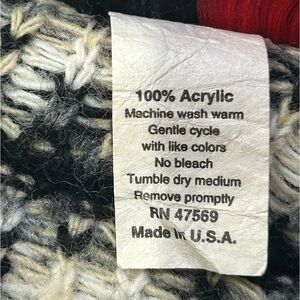 100% Acrylic
Machine wash warm
Gentle cycle
with like colors
No bleach
Tumble dry medium
Remove promptly
RN 47569
Made in U.S.A.